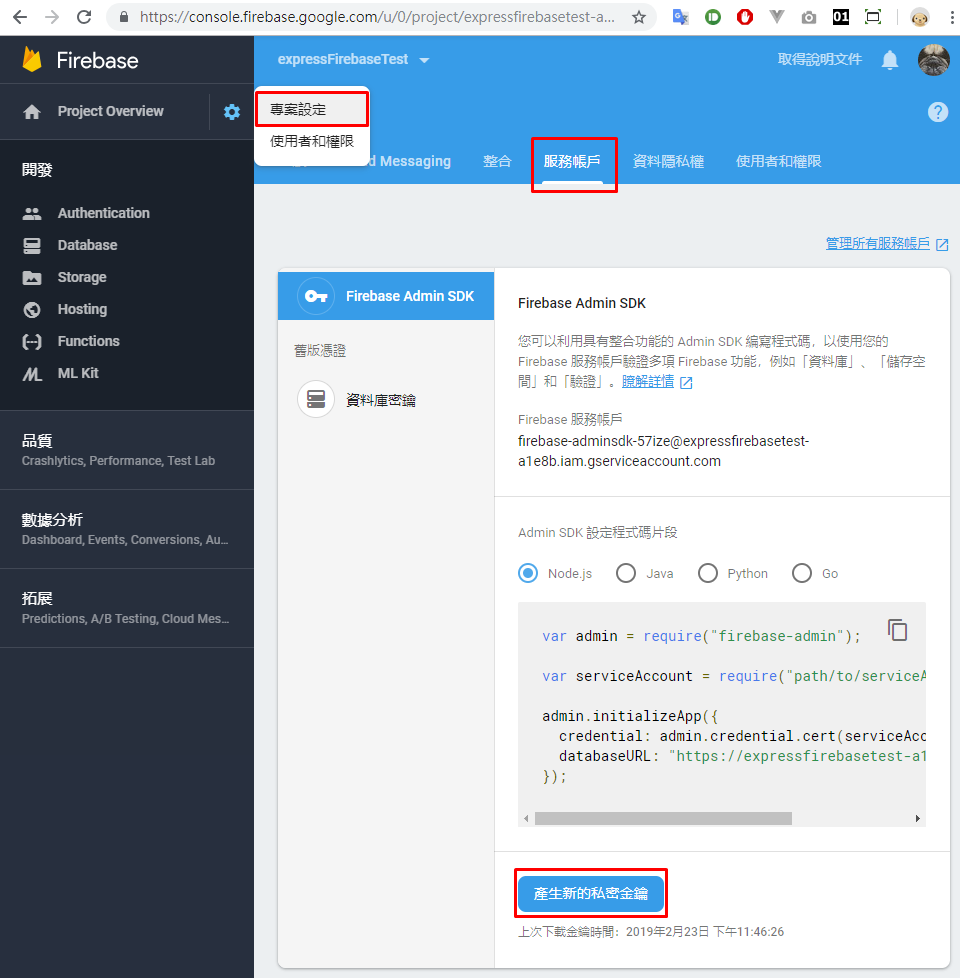 https://console.firebase.google.com/u/0/project/expressfirebasetest-a...
01
Firebase
expressFirebaseTest
取得說明文件
Project Overview
專案設定
使用者和權限
d Messaging
整合
服務帳戶
資料隱私權
使用者和權限
開發
Authentication
Database
Storage
Hosting
Functions
ML Kit
品質
Crashlytics, Performance, Test Lab
數據分析
Dashboard, Events, Conversions, Au...
拓展
Predictions, A/B Testing, Cloud Mes...
管理所有服務帳戶
Firebase Admin SDK
舊版憑證
資料庫密鑰
Firebase Admin SDK
您可以利用具有整合功能的 Admin SDK 編寫程式碼，以使用您的
Firebase 服務帳戶驗證多項 Firebase 功能，例如「資料庫」、「儲存空
間」和「驗證」。瞭解詳情
Firebase 服務帳戶
firebase-adminsdk-57ize@expressfirebasetest-
a1e8b.iam.gserviceaccount.com
Admin SDK 設定程式碼片段
Node.js
Java
Python
Go
var admin = require("firebase-admin");
var serviceAccount = require("path/to/serviceA
admin.initializeApp({
credential: admin.credential.cert(serviceAcc
databaseURL: "https://expressfirebasetest-a1
});
產生新的私密金鑰
上次下載金鑰時間：2019年2月23日 下午11:46:26